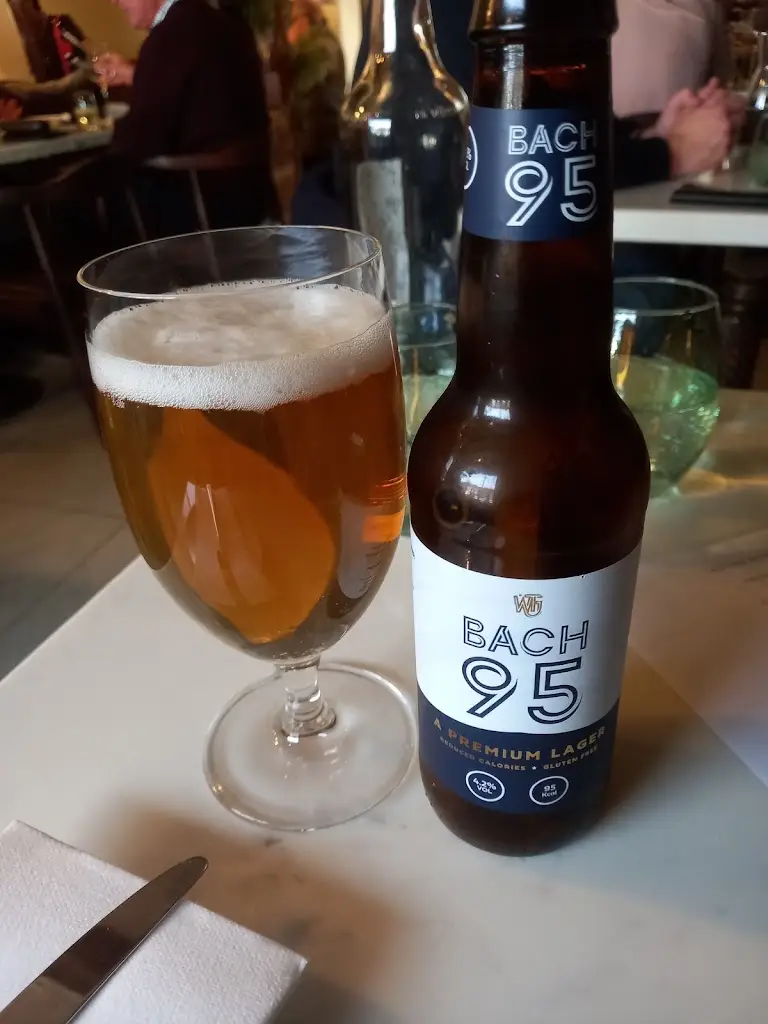 BACH
95
BACH
95
A PREMIUM LAGER
REDUCED CALORIES ★ GLUTEN FREE
4.2%
VOL
95
Kcal